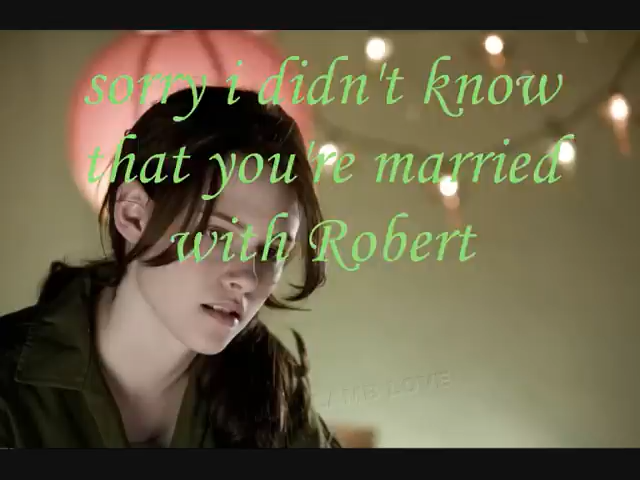 sorry i didn't know
that you're married
with Robert